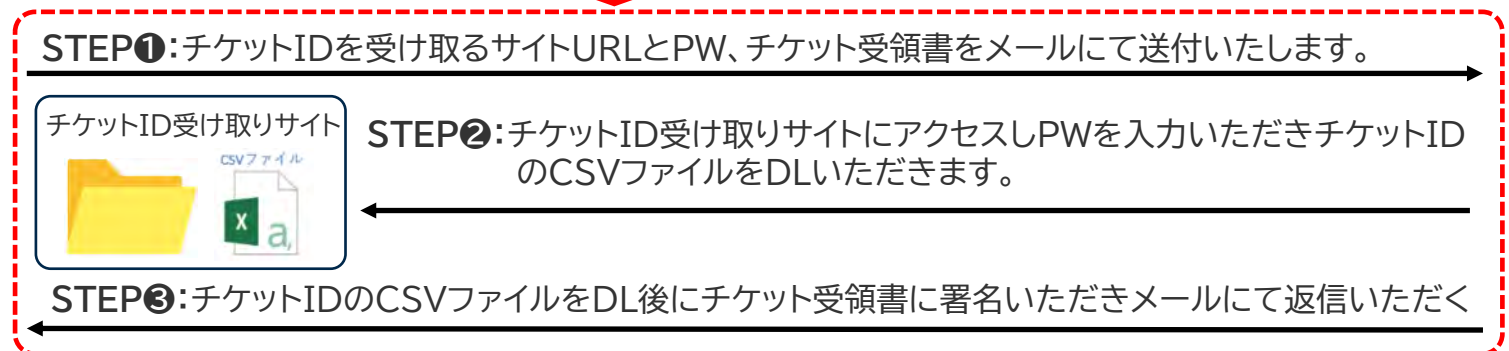 STEP❶：チケットIDを受け取るサイトURLとPW、チケット受領書をメールにて送付いたします。
チケットID受け取りサイト
CSVファイル
X a,
STEP❷：チケットID受け取りサイトにアクセスしPWを入力いただきチケットID
のCSVファイルをDLいただきます。
STEP❸：チケットIDのCSVファイルをDL後にチケット受領書に署名いただきメールにて返信いただく